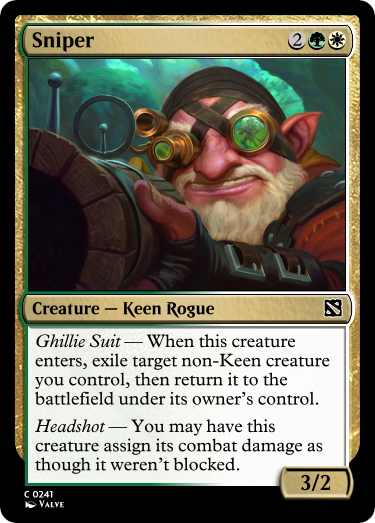 Sniper 2
Creature — Keen Rogue
Ghillie Suit — When this creature
enters, exile target non-Keen creature
you control, then return it to the
battlefield under its owner's control.
Headshot — You may have this
creature assign its combat damage as
though it weren't blocked.
3/2
C 0241
Valve